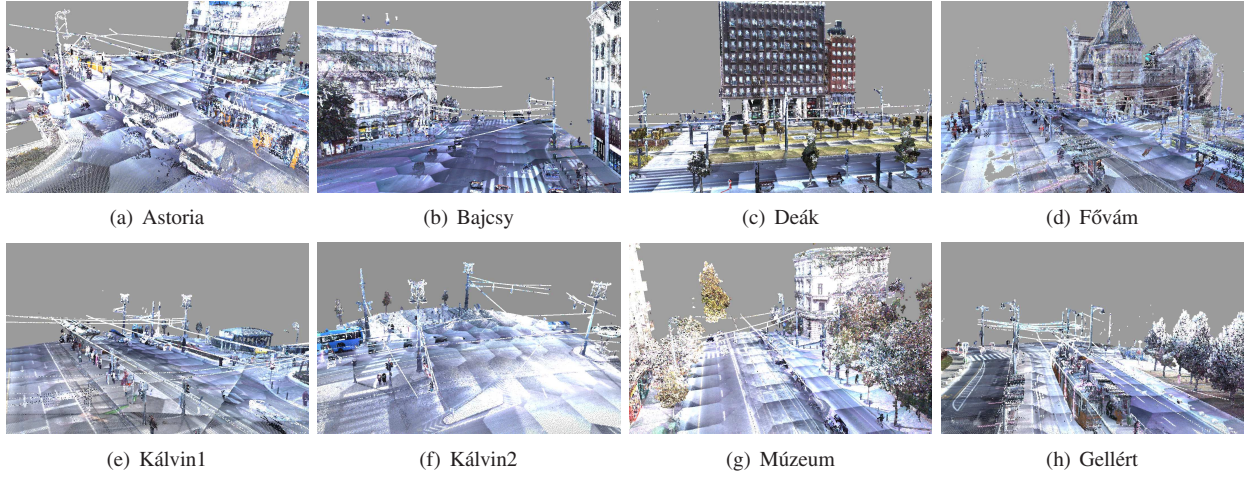 (a) Astoria
(b) Bajcsy
(c) Deák
(d) Fővám
(e) Kálvin1
(f) Kálvin2
(g) Múzeum
(h) Gellért